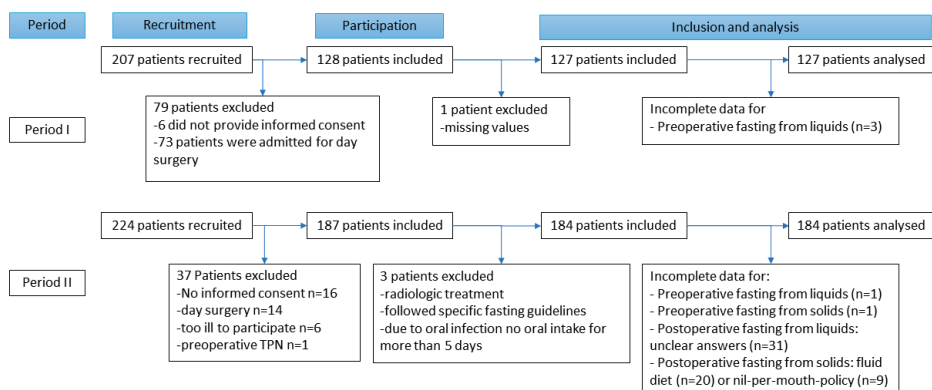 Period
Recruitment
Participation
Inclusion and analysis
207 patients recruited
128 patients included
127 patients included
127 patients analysed
Period I
79 patients excluded
-6 did not provide informed consent
-73 patients were admitted for day
surgery
1 patient excluded
-missing values
Incomplete data for
- Preoperative fasting from liquids (n=3)
224 patients recruited
187 patients included
184 patients included
184 patients analysed
Period II
37 Patients excluded
-No informed consent n=16
-day surgery n=14
-too ill to participate n=6
-preoperative TPN n=1
3 patients excluded
-radiologic treatment
-followed specific fasting guidelines
-due to oral infection no oral intake for
more than 5 days
Incomplete data for:
- Preoperative fasting from liquids (n=1)
- Preoperative fasting from solids (n=1)
- Postoperative fasting from liquids:
unclear answers (n=31)
- Postoperative fasting from solids: fluid
diet (n=20) or nil-per-mouth-policy (n=9)